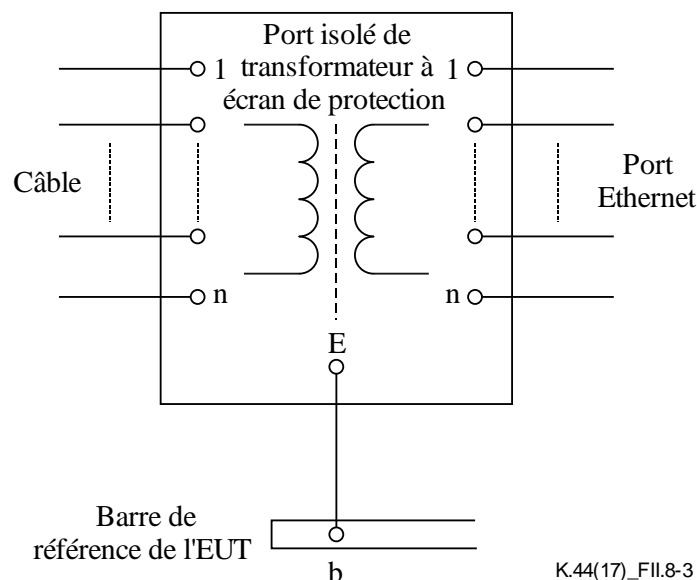 Port isolé de
transformateur à
écran de protection
1
1
Câble
Port
Ethernet
n
n
E
Barre de
référence de l'EUT
b
K.44(17)_FII.8-3